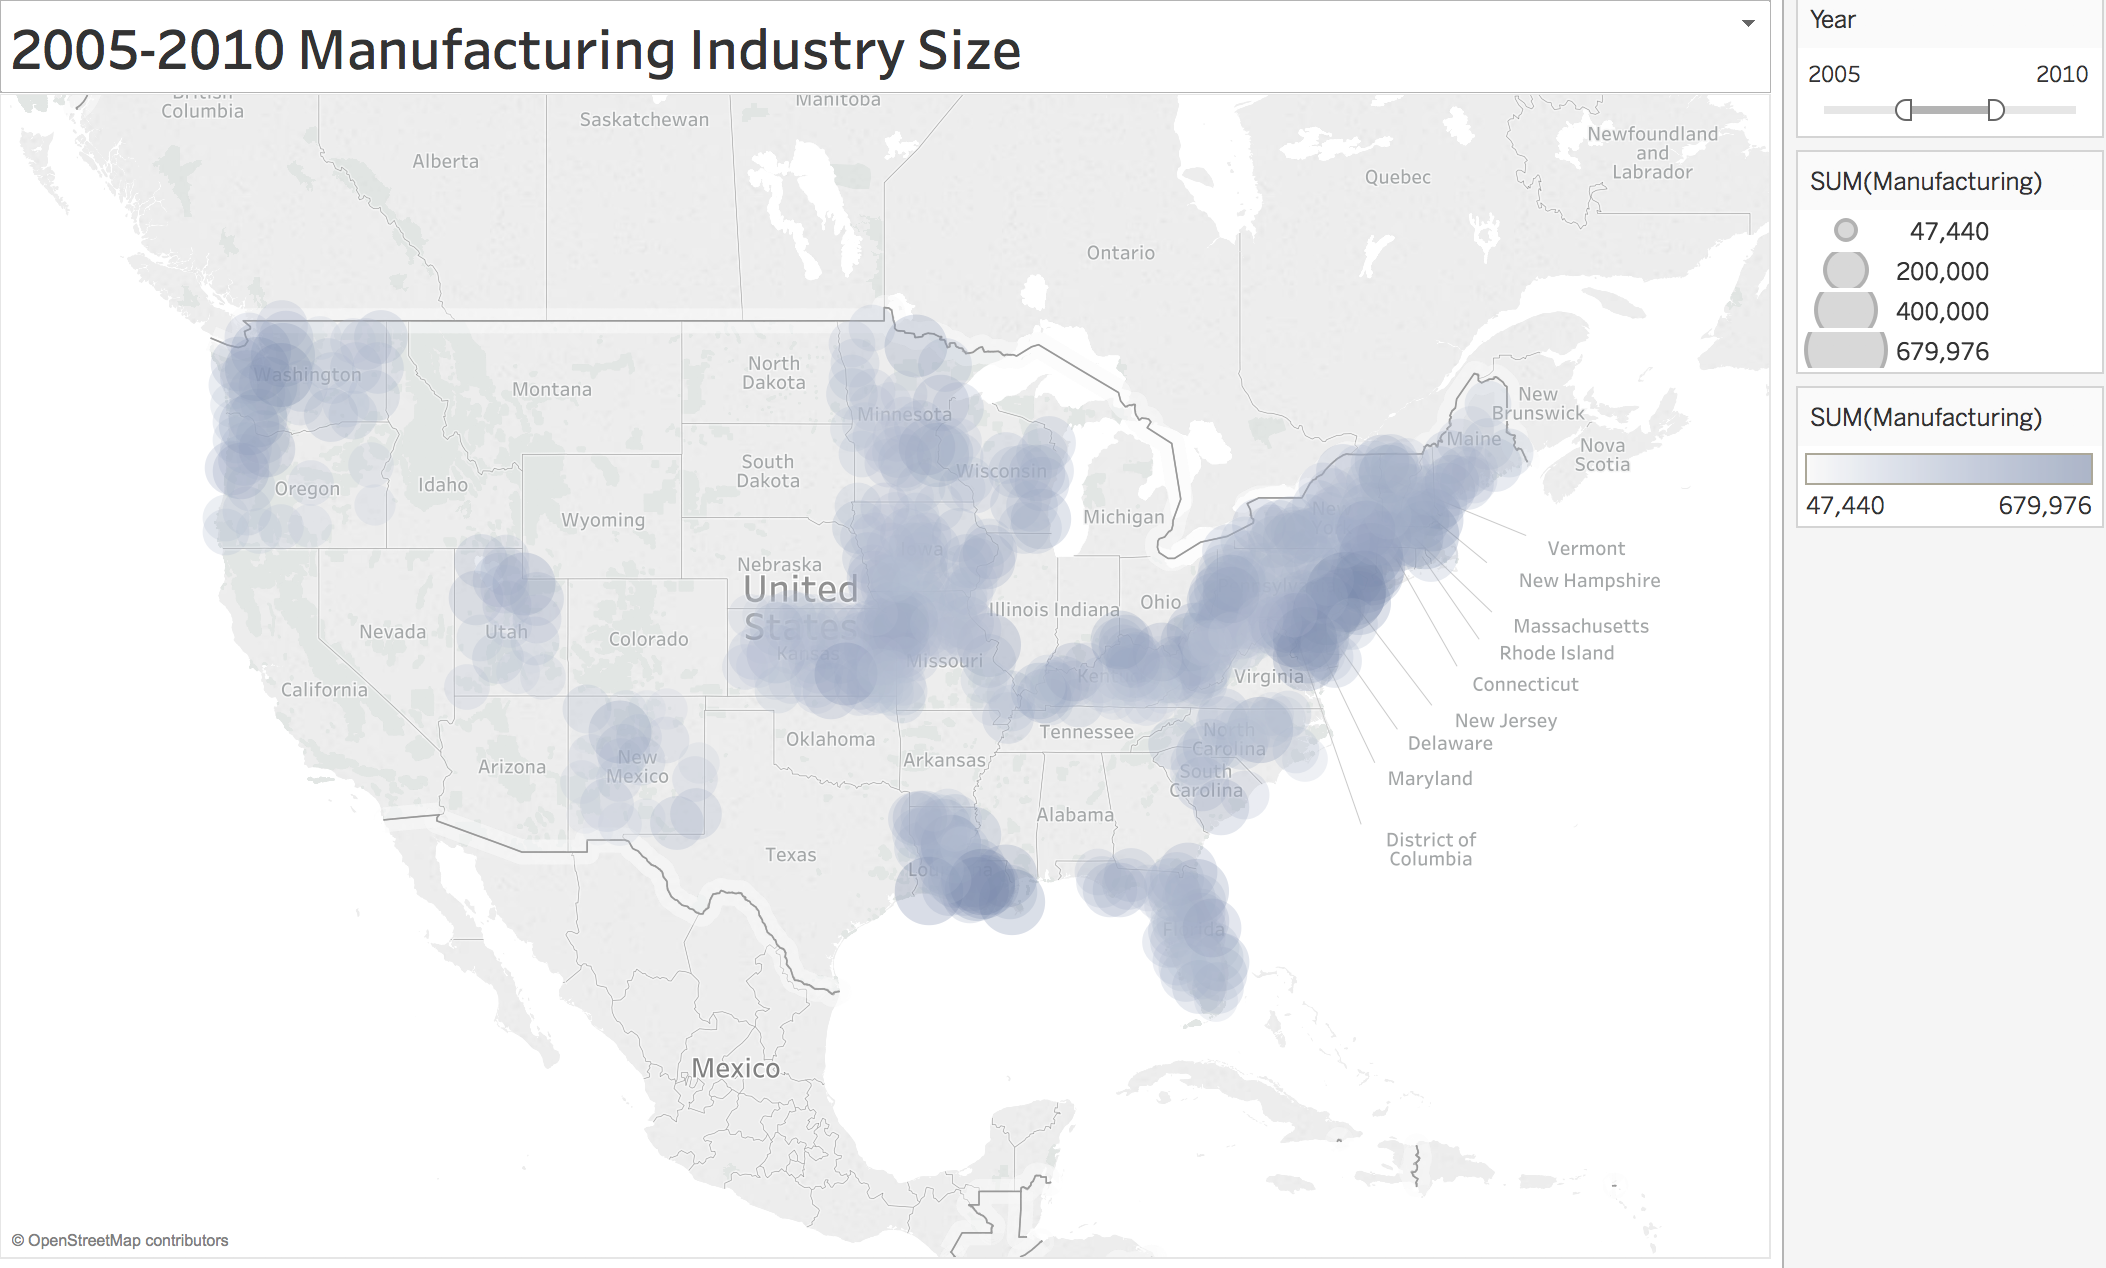 2005-2010 Manufacturing Industry Size
Year
2005 2010
SUM(Manufacturing)
47,440
200,000
400,000
679,976
SUM(Manufacturing)
47,440 679,976
British
Columbia
Alberta
Saskatchewan
Manitoba
Ontario
Quebec
Newfoundland
and
Labrador
Washington
Montana
North
Dakota
Minnesota
New
Brunswick
Maine
Nova
Scotia
Oregon
Idaho
South
Dakota
Wisconsin
Wyoming
Michigan
Nebraska
United
States
Iowa
Vermont
New Hampshire
Massachusetts
Rhode Island
Connecticut
New Jersey
Delaware
Maryland
District of
Columbia
Nevada
Utah
Colorado
Kansas
Missouri
Illinois
Indiana
Ohio
Virginia
California
Arizona
New
Mexico
Oklahoma
Arkansas
Tennessee
North
Carolina
South
Carolina
Alabama
Texas
Mexico
© OpenStreetMap contributors